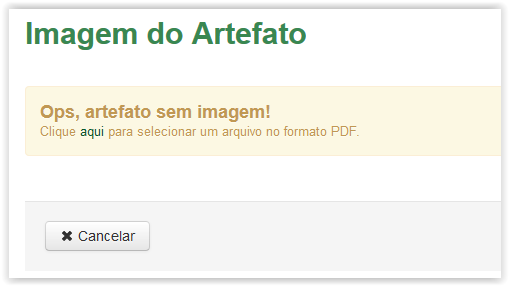 Imagem do Artefato
Ops, artefato sem imagem!
Clique aqui para selecionar um arquivo no formato PDF.
✖ Cancelar